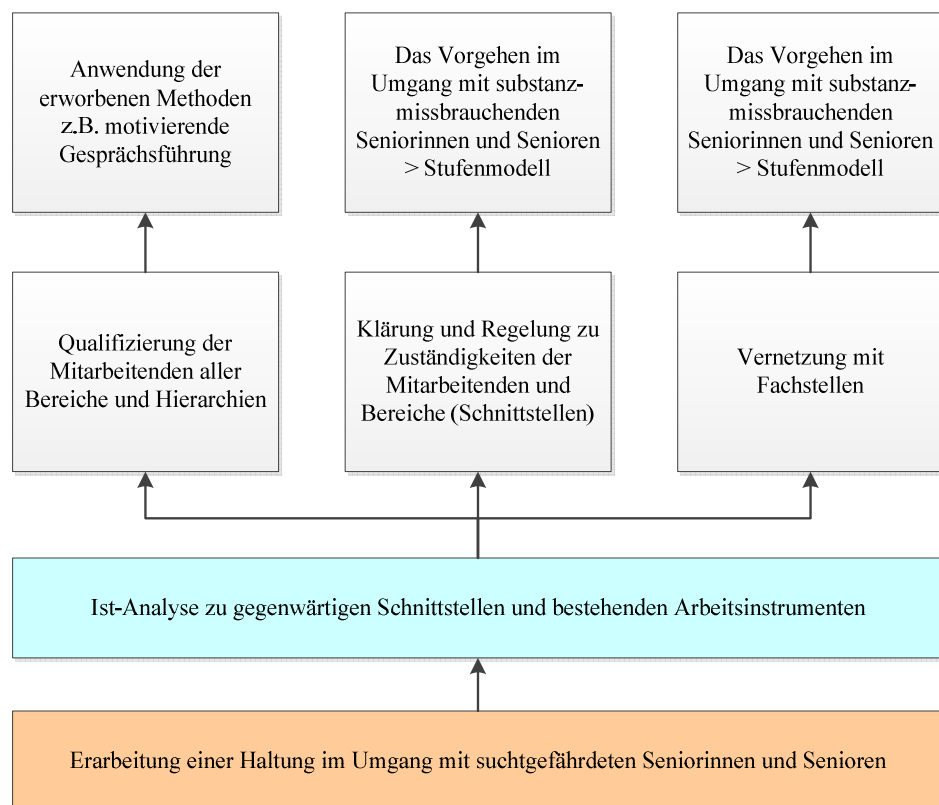 Anwendung der
erworbenen Methoden
z.B. motivierende
Gesprächsführung
Das Vorgehen im
Umgang mit substanz-
missbrauchenden
Seniorinnen und Senioren
> Stufenmodell
Das Vorgehen im
Umgang mit substanz-
missbrauchenden
Seniorinnen und Senioren
> Stufenmodell
Qualifizierung der
Mitarbeitenden aller
Bereiche und Hierarchien
Klärung und Regelung zu
Zuständigkeiten der
Mitarbeitenden und
Bereiche (Schnittstellen)
Vernetzung mit
Fachstellen
Ist-Analyse zu gegenwärtigen Schnittstellen und bestehenden Arbeitsinstrumenten
Erarbeitung einer Haltung im Umgang mit suchtgefährdeten Seniorinnen und Senioren